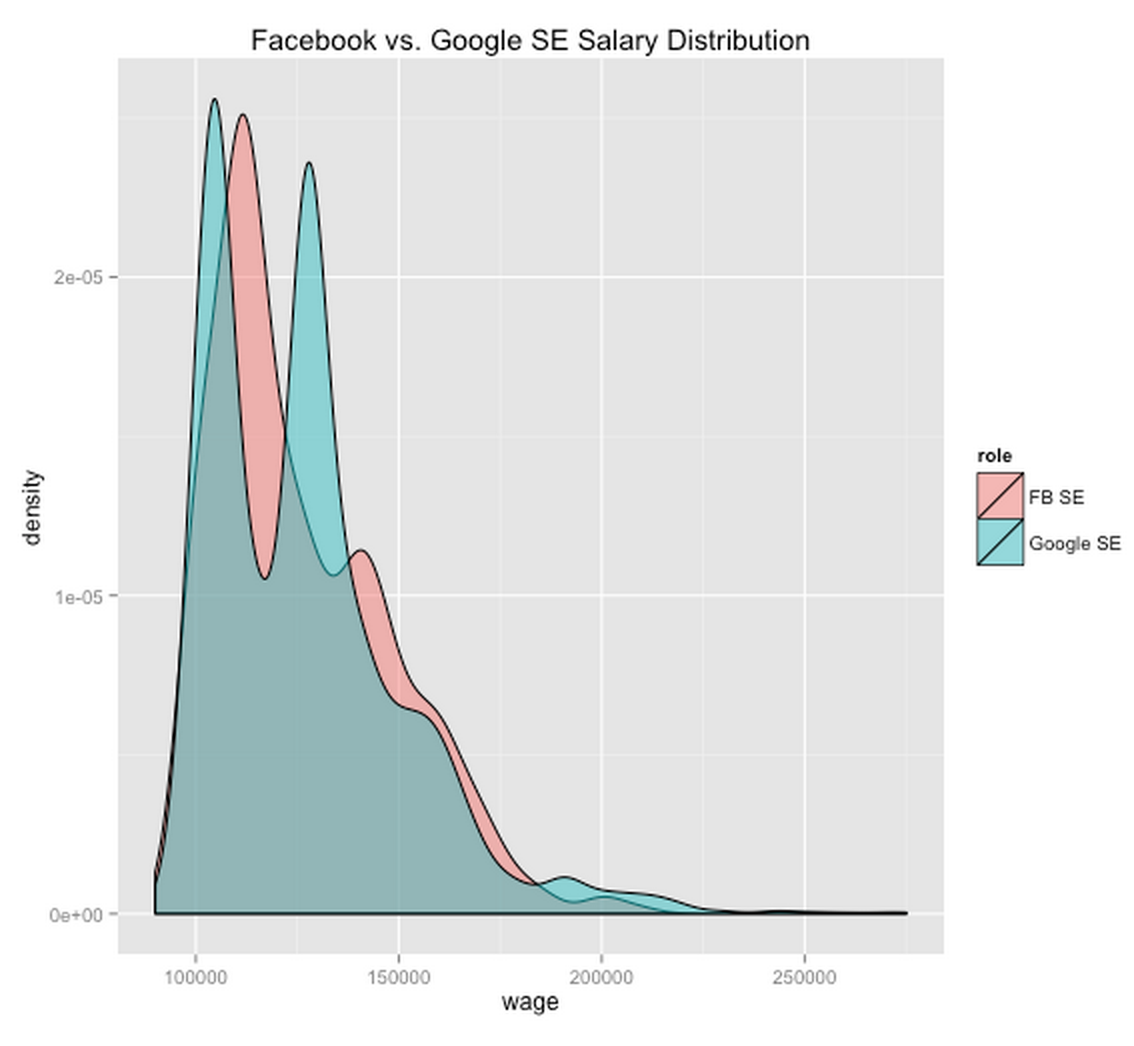 Facebook vs. Google SE Salary Distribution
density
2e-05
1e-05
0e+00
100000 150000 200000 250000
wage
role
FB SE
Google SE